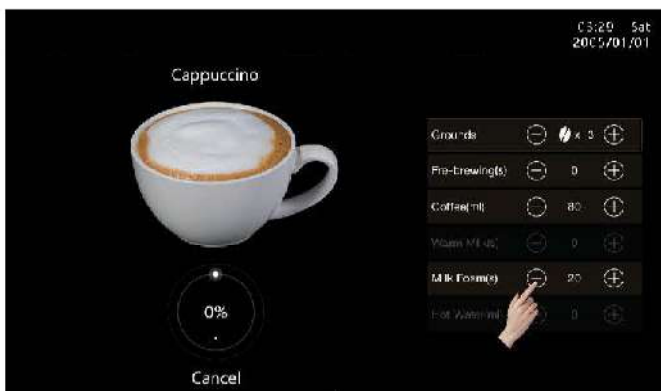 03:29 Sat
2005/01/01
Cappuccino
Grounds x 3
Pre-brewing(s) 0
Coffee(ml) 80
Warm Milk(s) 0
Milk Foam(s) 20
Hot Water(ml) 0
0%
Cancel